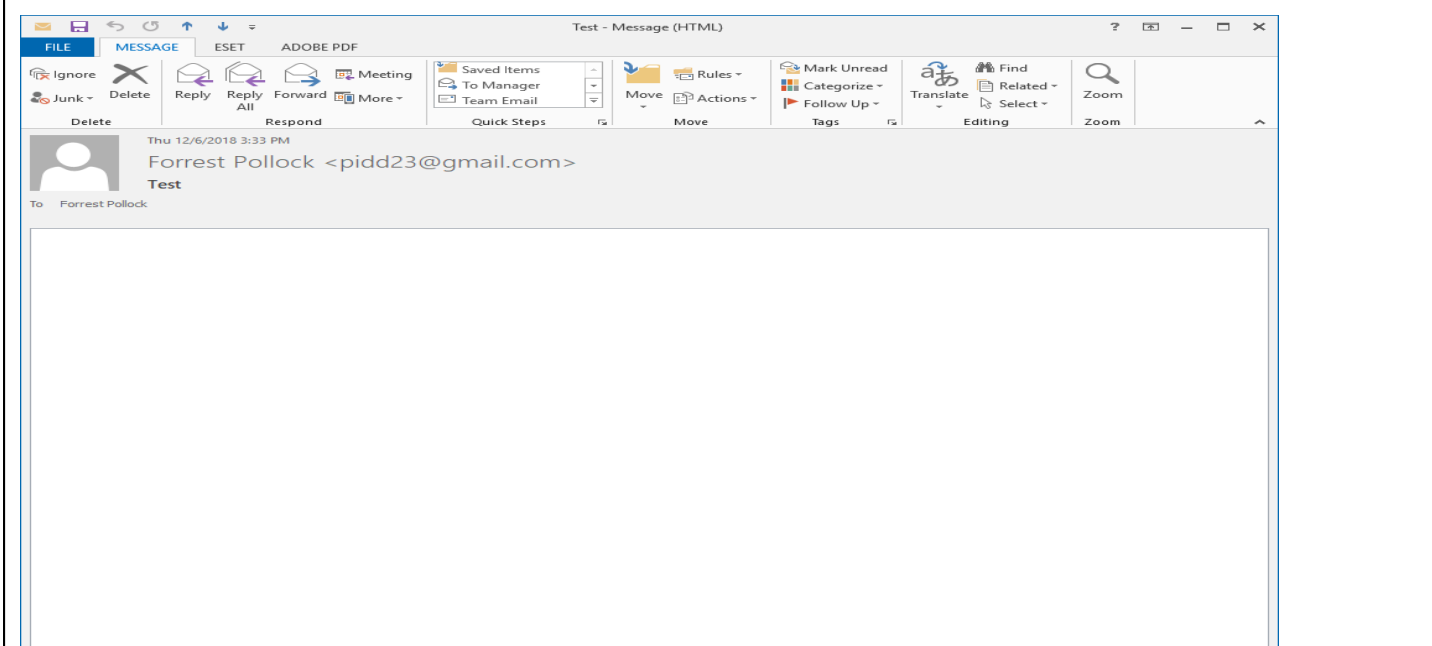 Test - Message (HTML) ?
FILE MESSAGE ESET ADOBE PDF
Ignore Delete Reply Reply All Forward Meeting Saved Items Move Rules Mark Unread Translate Find Zoom
Junk More To Manager Actions Categorize Related
Team Email Follow Up Select
Delete Respond Quick Steps Move Tags Editing Zoom
Thu 12/6/2018 3:33 PM
Forrest Pollock <pidd23@gmail.com>
Test
To Forrest Pollock